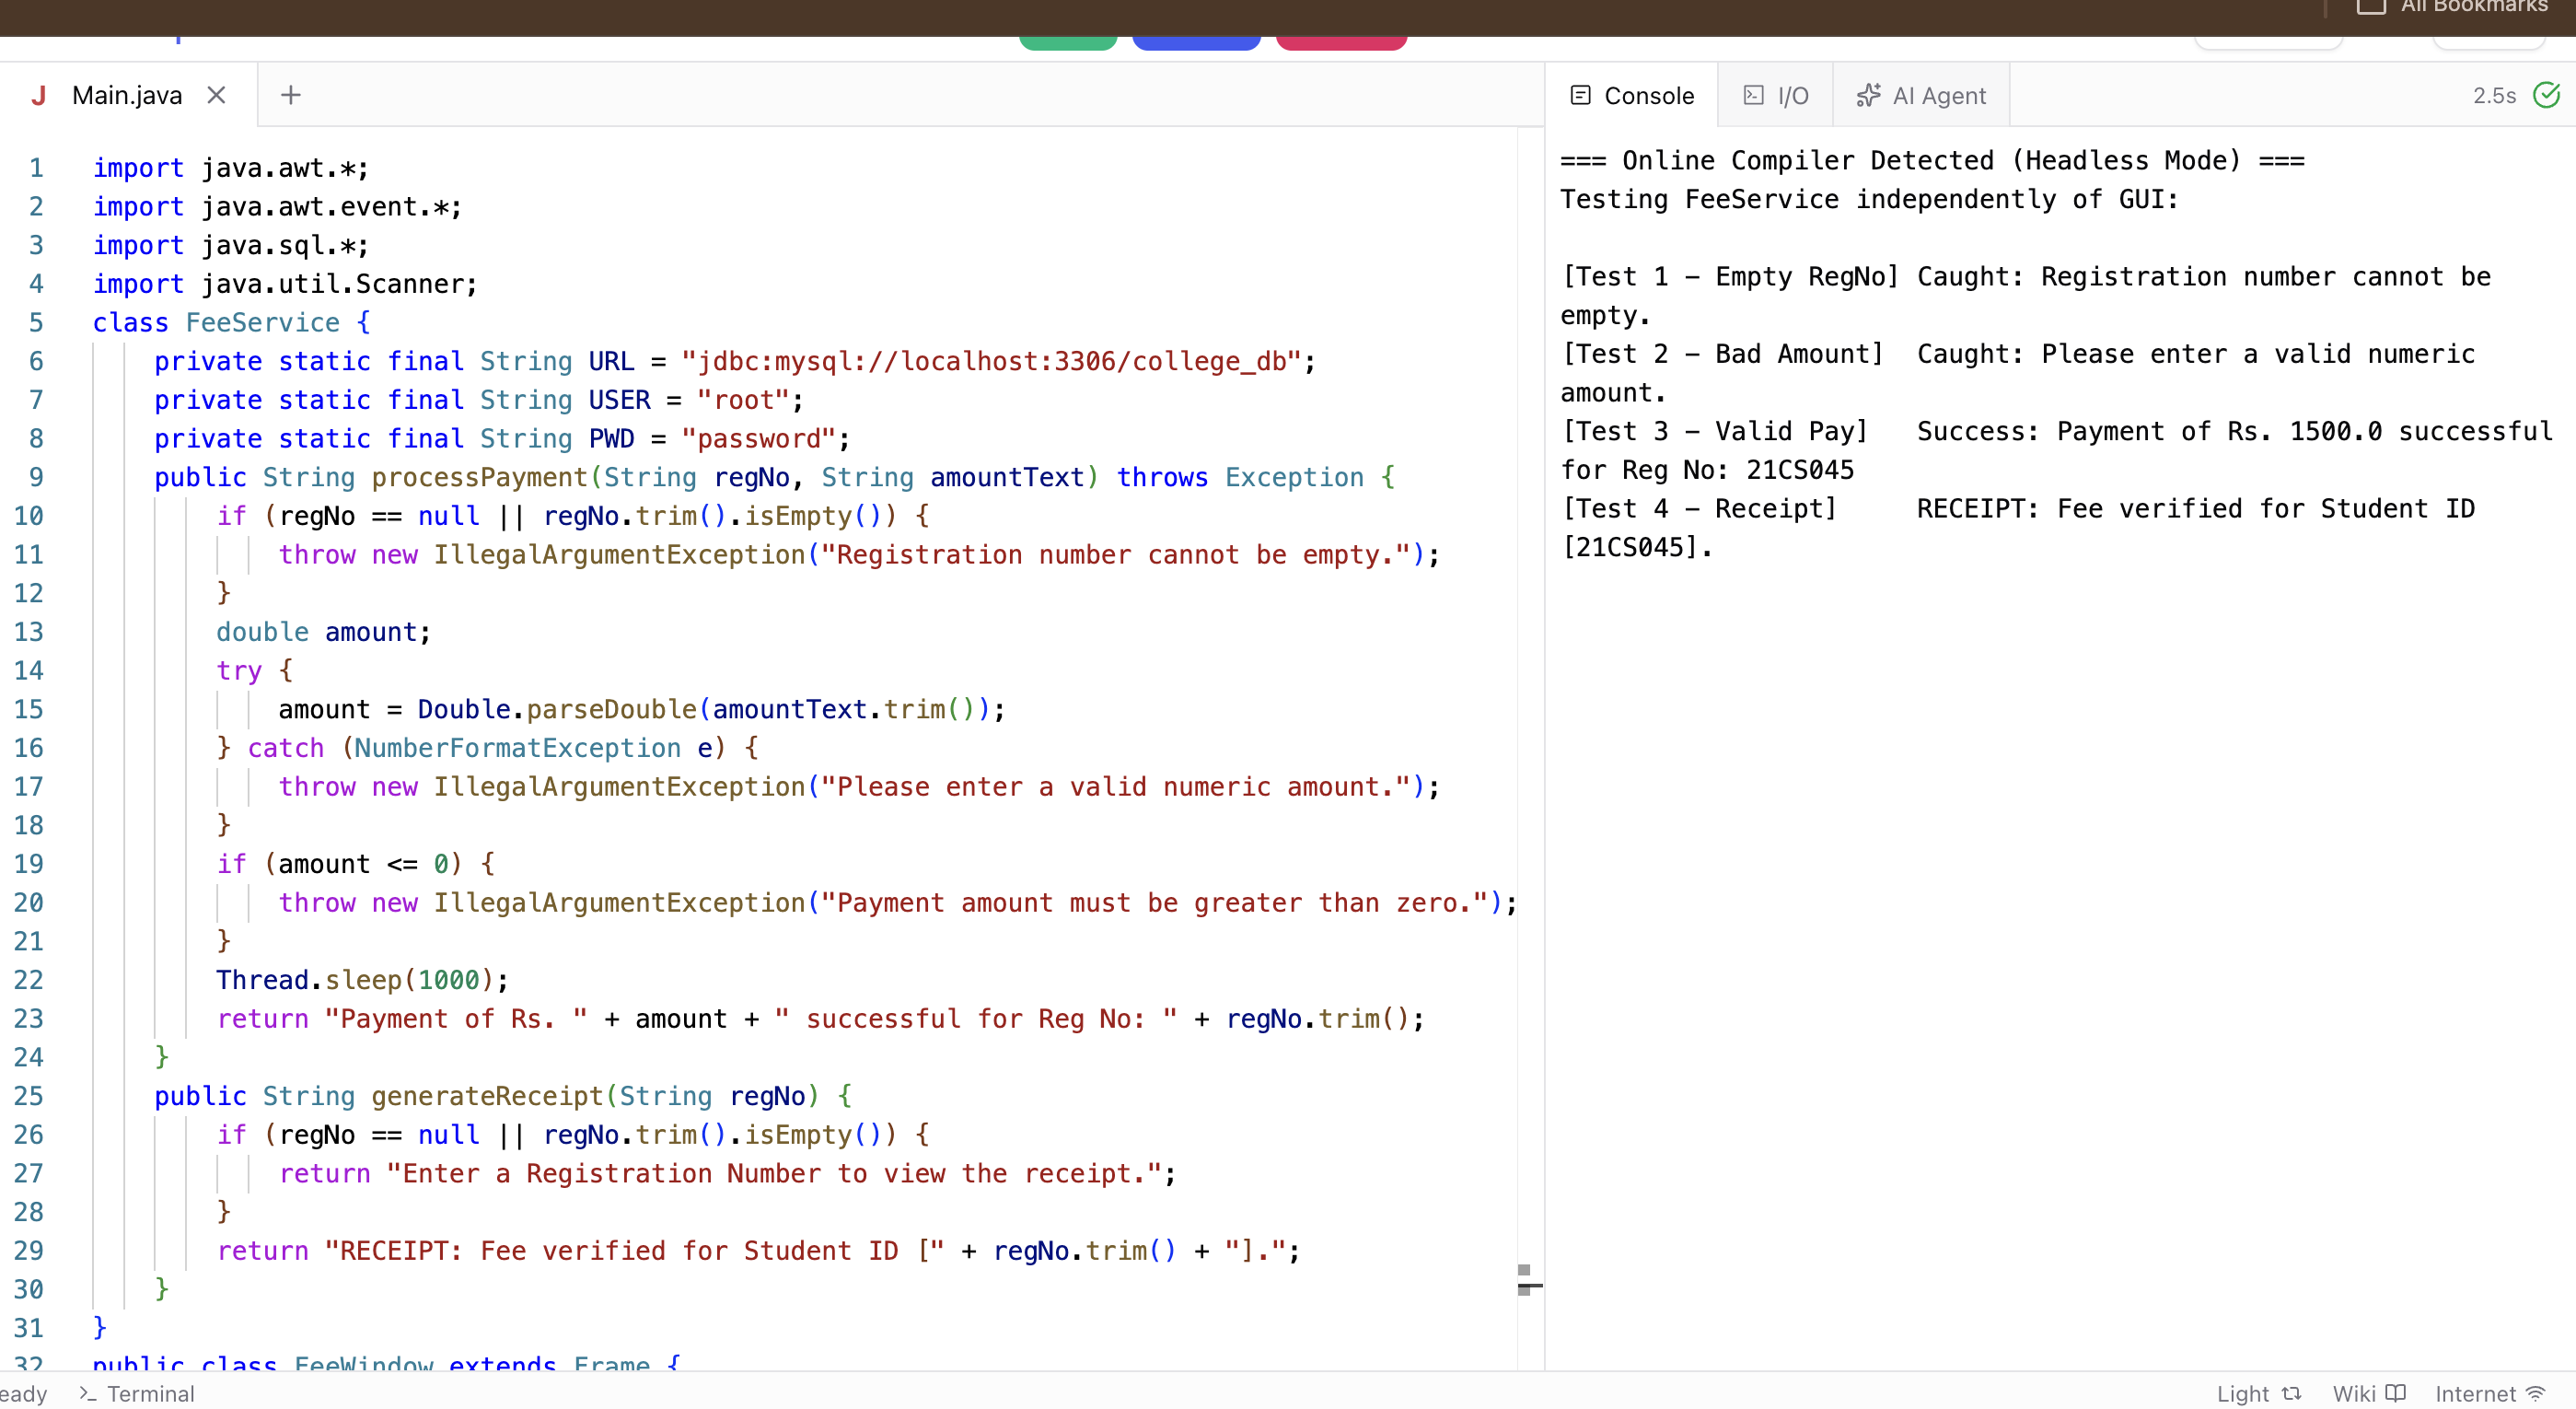 All Bookmarks
J Main.java × +
Console I/O AI Agent 2.5s
1 import java.awt.*;
2 import java.awt.event.*;
3 import java.sql.*;
4 import java.util.Scanner;
5 class FeeService {
6 private static final String URL = "jdbc:mysql://localhost:3306/college_db";
7 private static final String USER = "root";
8 private static final String PWD = "password";
9 public String processPayment(String regNo, String amountText) throws Exception {
10 if (regNo == null || regNo.trim().isEmpty()) {
11 throw new IllegalArgumentException("Registration number cannot be empty.");
12 }
13 double amount;
14 try {
15 amount = Double.parseDouble(amountText.trim());
16 } catch (NumberFormatException e) {
17 throw new IllegalArgumentException("Please enter a valid numeric amount.");
18 }
19 if (amount <= 0) {
20 throw new IllegalArgumentException("Payment amount must be greater than zero.");
21 }
22 Thread.sleep(1000);
23 return "Payment of Rs. " + amount + " successful for Reg No: " + regNo.trim();
24 }
25 public String generateReceipt(String regNo) {
26 if (regNo == null || regNo.trim().isEmpty()) {
27 return "Enter a Registration Number to view the receipt.";
28 }
29 return "RECEIPT: Fee verified for Student ID [" + regNo.trim() + "].";
30 }
31 }
32 public class FeeWindow extends Frame {
=== Online Compiler Detected (Headless Mode) ===
Testing FeeService independently of GUI:
[Test 1 – Empty RegNo] Caught: Registration number cannot be
empty.
[Test 2 – Bad Amount] Caught: Please enter a valid numeric
amount.
[Test 3 – Valid Pay] Success: Payment of Rs. 1500.0 successful
for Reg No: 21CS045
[Test 4 – Receipt] RECEIPT: Fee verified for Student ID
[21CS045].
eady Terminal
Light Wiki Internet